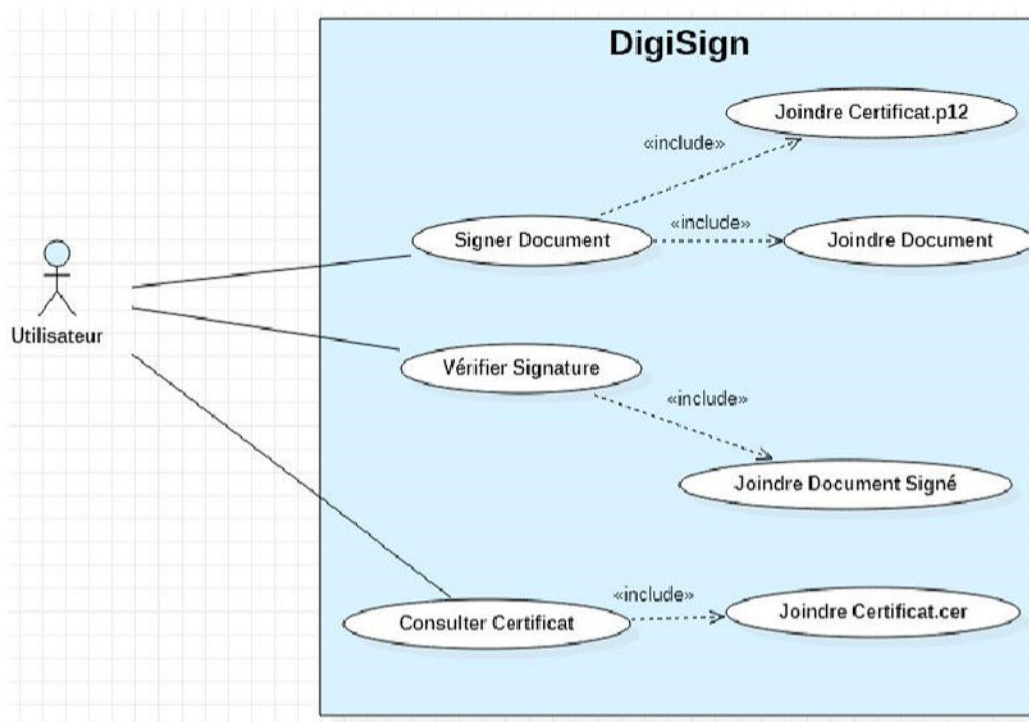 DigiSign
Joindre Certificat.p12
«include»
«include»
Signer Document
Joindre Document
Utilisateur
Vérifier Signature
«include»
Joindre Document Signé
«include»
Consulter Certificat
Joindre Certificat.cer